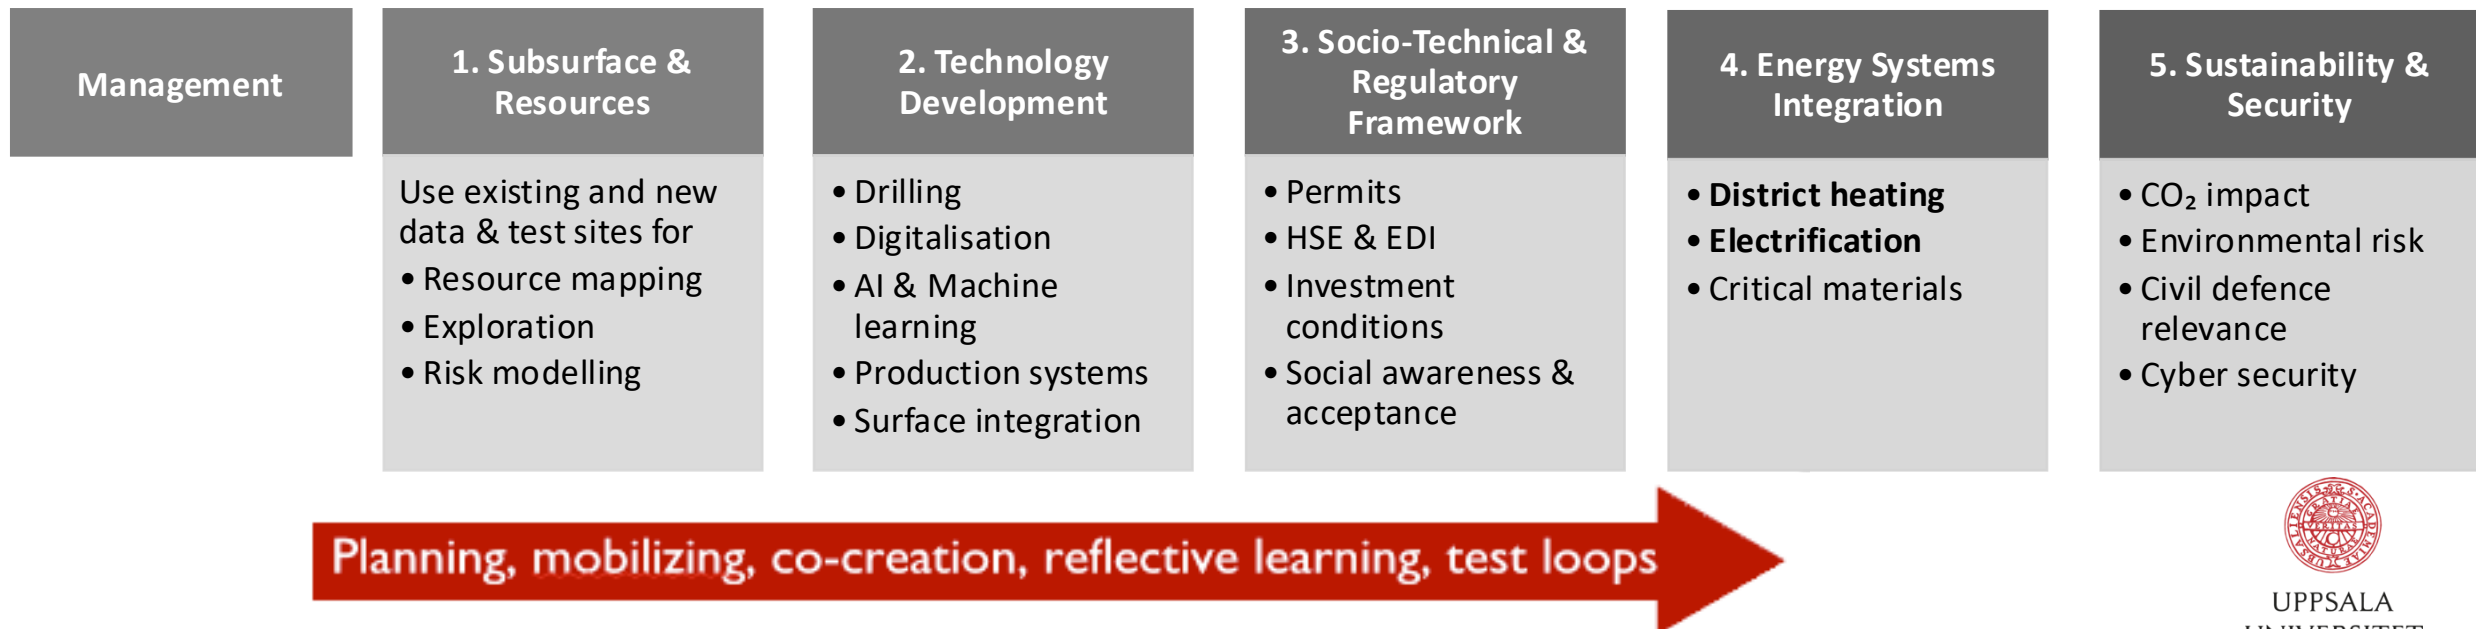 Management
1. Subsurface &
Resources
Use existing and new
data & test sites for
• Resource mapping
• Exploration
• Risk modelling
2. Technology
Development
• Drilling
• Digitalisation
• AI & Machine
learning
• Production systems
• Surface integration
3. Socio-Technical &
Regulatory
Framework
• Permits
• HSE & EDI
• Investment
conditions
• Social awareness &
acceptance
4. Energy Systems
Integration
• District heating
• Electrification
• Critical materials
5. Sustainability &
Security
• CO₂ impact
• Environmental risk
• Civil defence
relevance
• Cyber security
Planning, mobilizing, co-creation, reflective learning, test loops
UPPSALA
UNIVERSITET